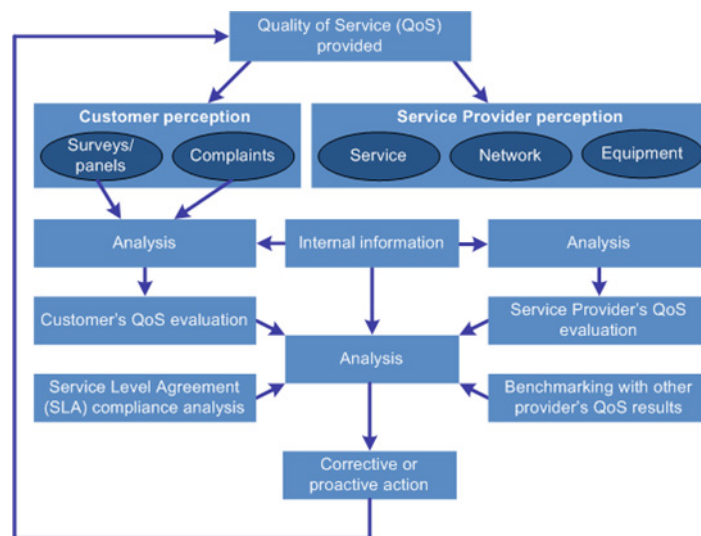 Quality of Service (QoS)
provided
Customer perception
Surveys/
panels
Complaints
Service Provider perception
Service
Network
Equipment
Analysis
Internal information
Analysis
Customer's QoS evaluation
Service Provider's QoS
evaluation
Analysis
Service Level Agreement
(SLA) compliance analysis
Benchmarking with other
provider's QoS results
Corrective or
proactive action